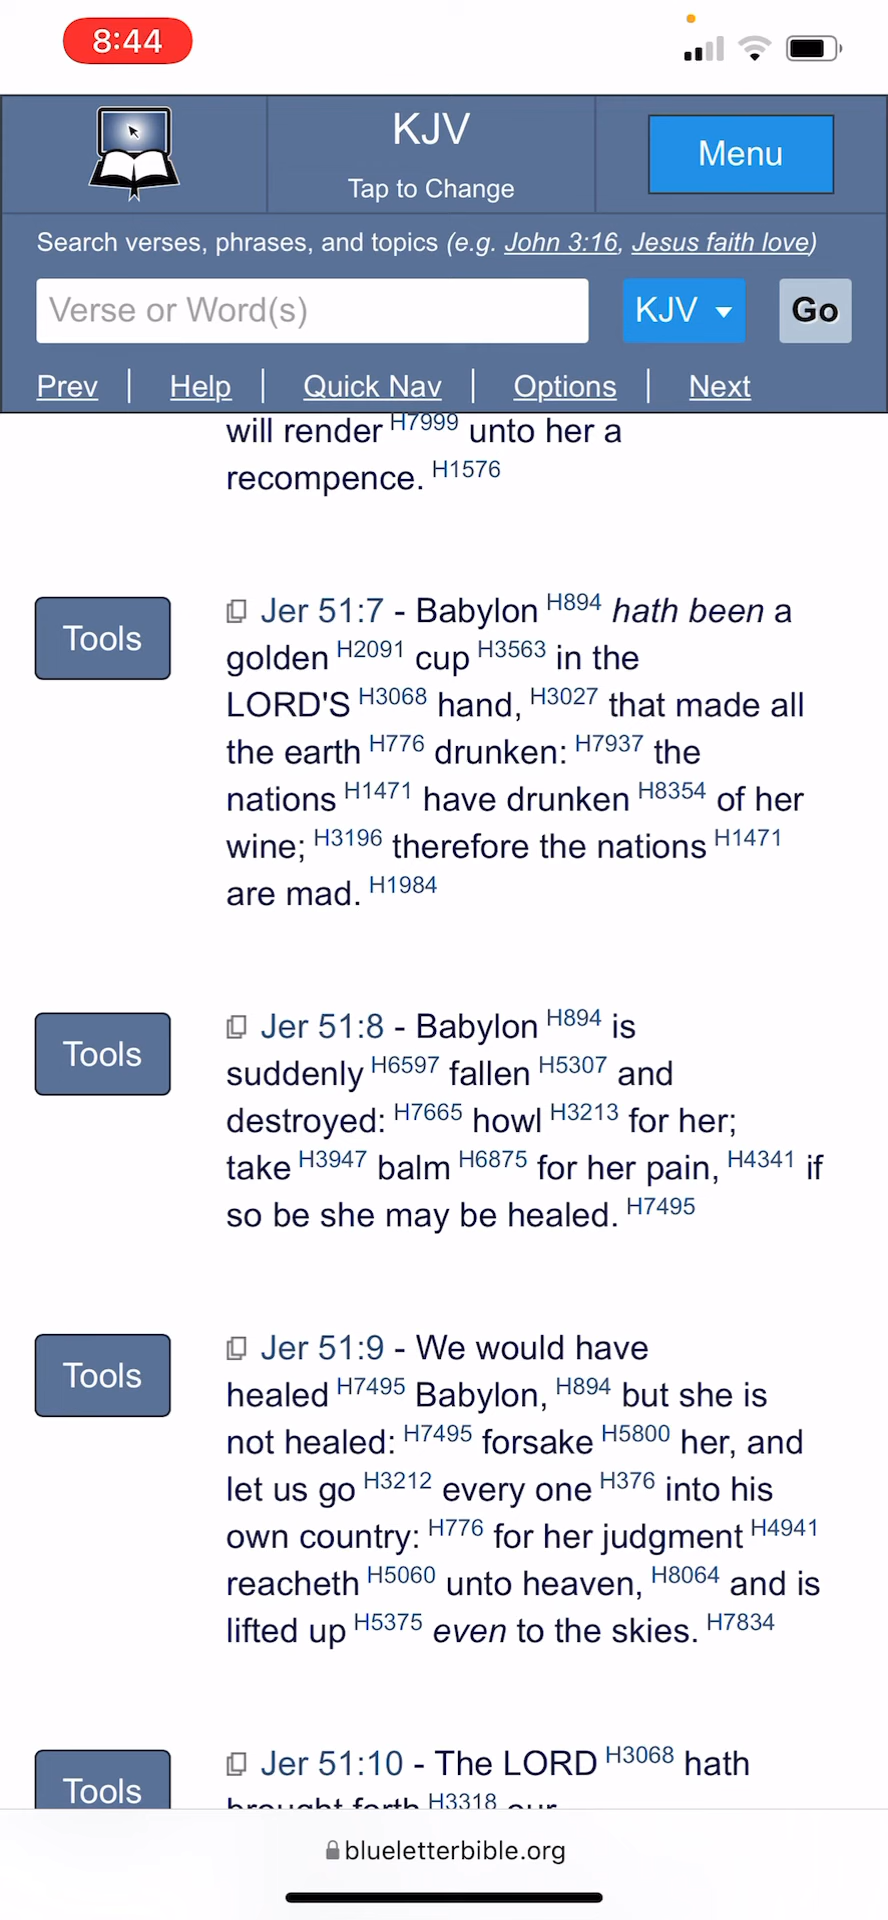 8:44
KJV
Tap to Change
Menu
Search verses, phrases, and topics (e.g. John 3:16, Jesus faith love)
Verse or Word(s)
KJV
Go
Prev | Help | Quick Nav | Options | Next
will render H7999 unto her a
recompence. H1576
Tools
Jer 51:7 - Babylon H894 hath been a
golden H2091 cup H3563 in the
LORD'S H3068 hand, H3027 that made all
the earth H776 drunken: H7937 the
nations H1471 have drunken H8354 of her
wine; H3196 therefore the nations H1471
are mad. H1984
Tools
Jer 51:8 - Babylon H894 is
suddenly H6597 fallen H5307 and
destroyed: H7665 howl H3213 for her;
take H3947 balm H6875 for her pain, H4341 if
so be she may be healed. H7495
Tools
Jer 51:9 - We would have
healed H7495 Babylon, H894 but she is
not healed: H7495 forsake H5800 her, and
let us go H3212 every one H376 into his
own country: H776 for her judgment H4941
reacheth H5060 unto heaven, H8064 and is
lifted up H5375 even to the skies. H7834
Tools
Jer 51:10 - The LORD H3068 hath
brought forth H3318 our
blueletterbible.org